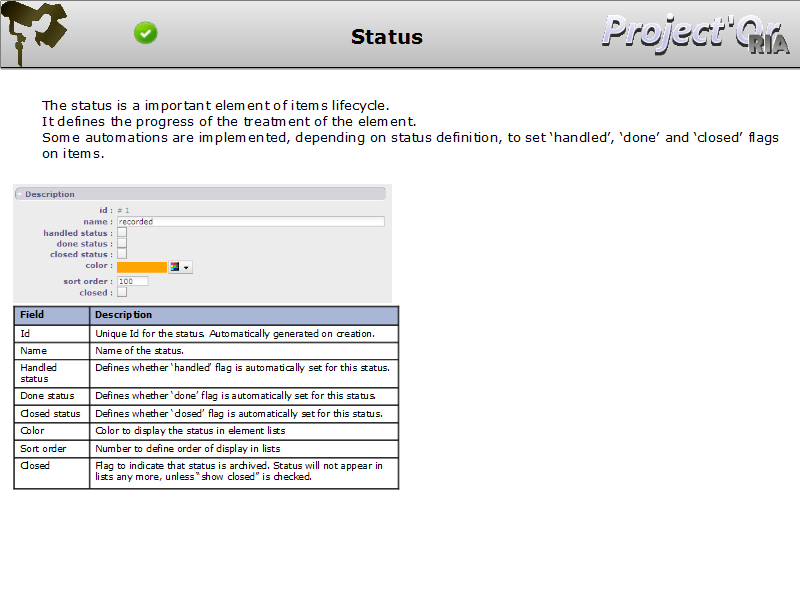 Status
Project'Or
RIA
The status is a important element of items lifecycle.
It defines the progress of the treatment of the element.
Some automations are implemented, depending on status definition, to set ‘handled’, ‘done’ and ‘closed’ flags
on items.
Description
id : # 1
name : recorded
handled status :
done status :
closed status :
color :
sort order : 100
closed :
Field Description
Id Unique Id for the status. Automatically generated on creation.
Name Name of the status.
Handled Defines whether ‘handled’ flag is automatically set for this status.
status
Done status Defines whether ‘done’ flag is automatically set for this status.
Closed status Defines whether ‘closed’ flag is automatically set for this status.
Color Color to display the status in element lists
Sort order Number to define order of display in lists
Closed Flag to indicate that status is archived. Status will not appear in
lists any more, unless “show closed” is checked.